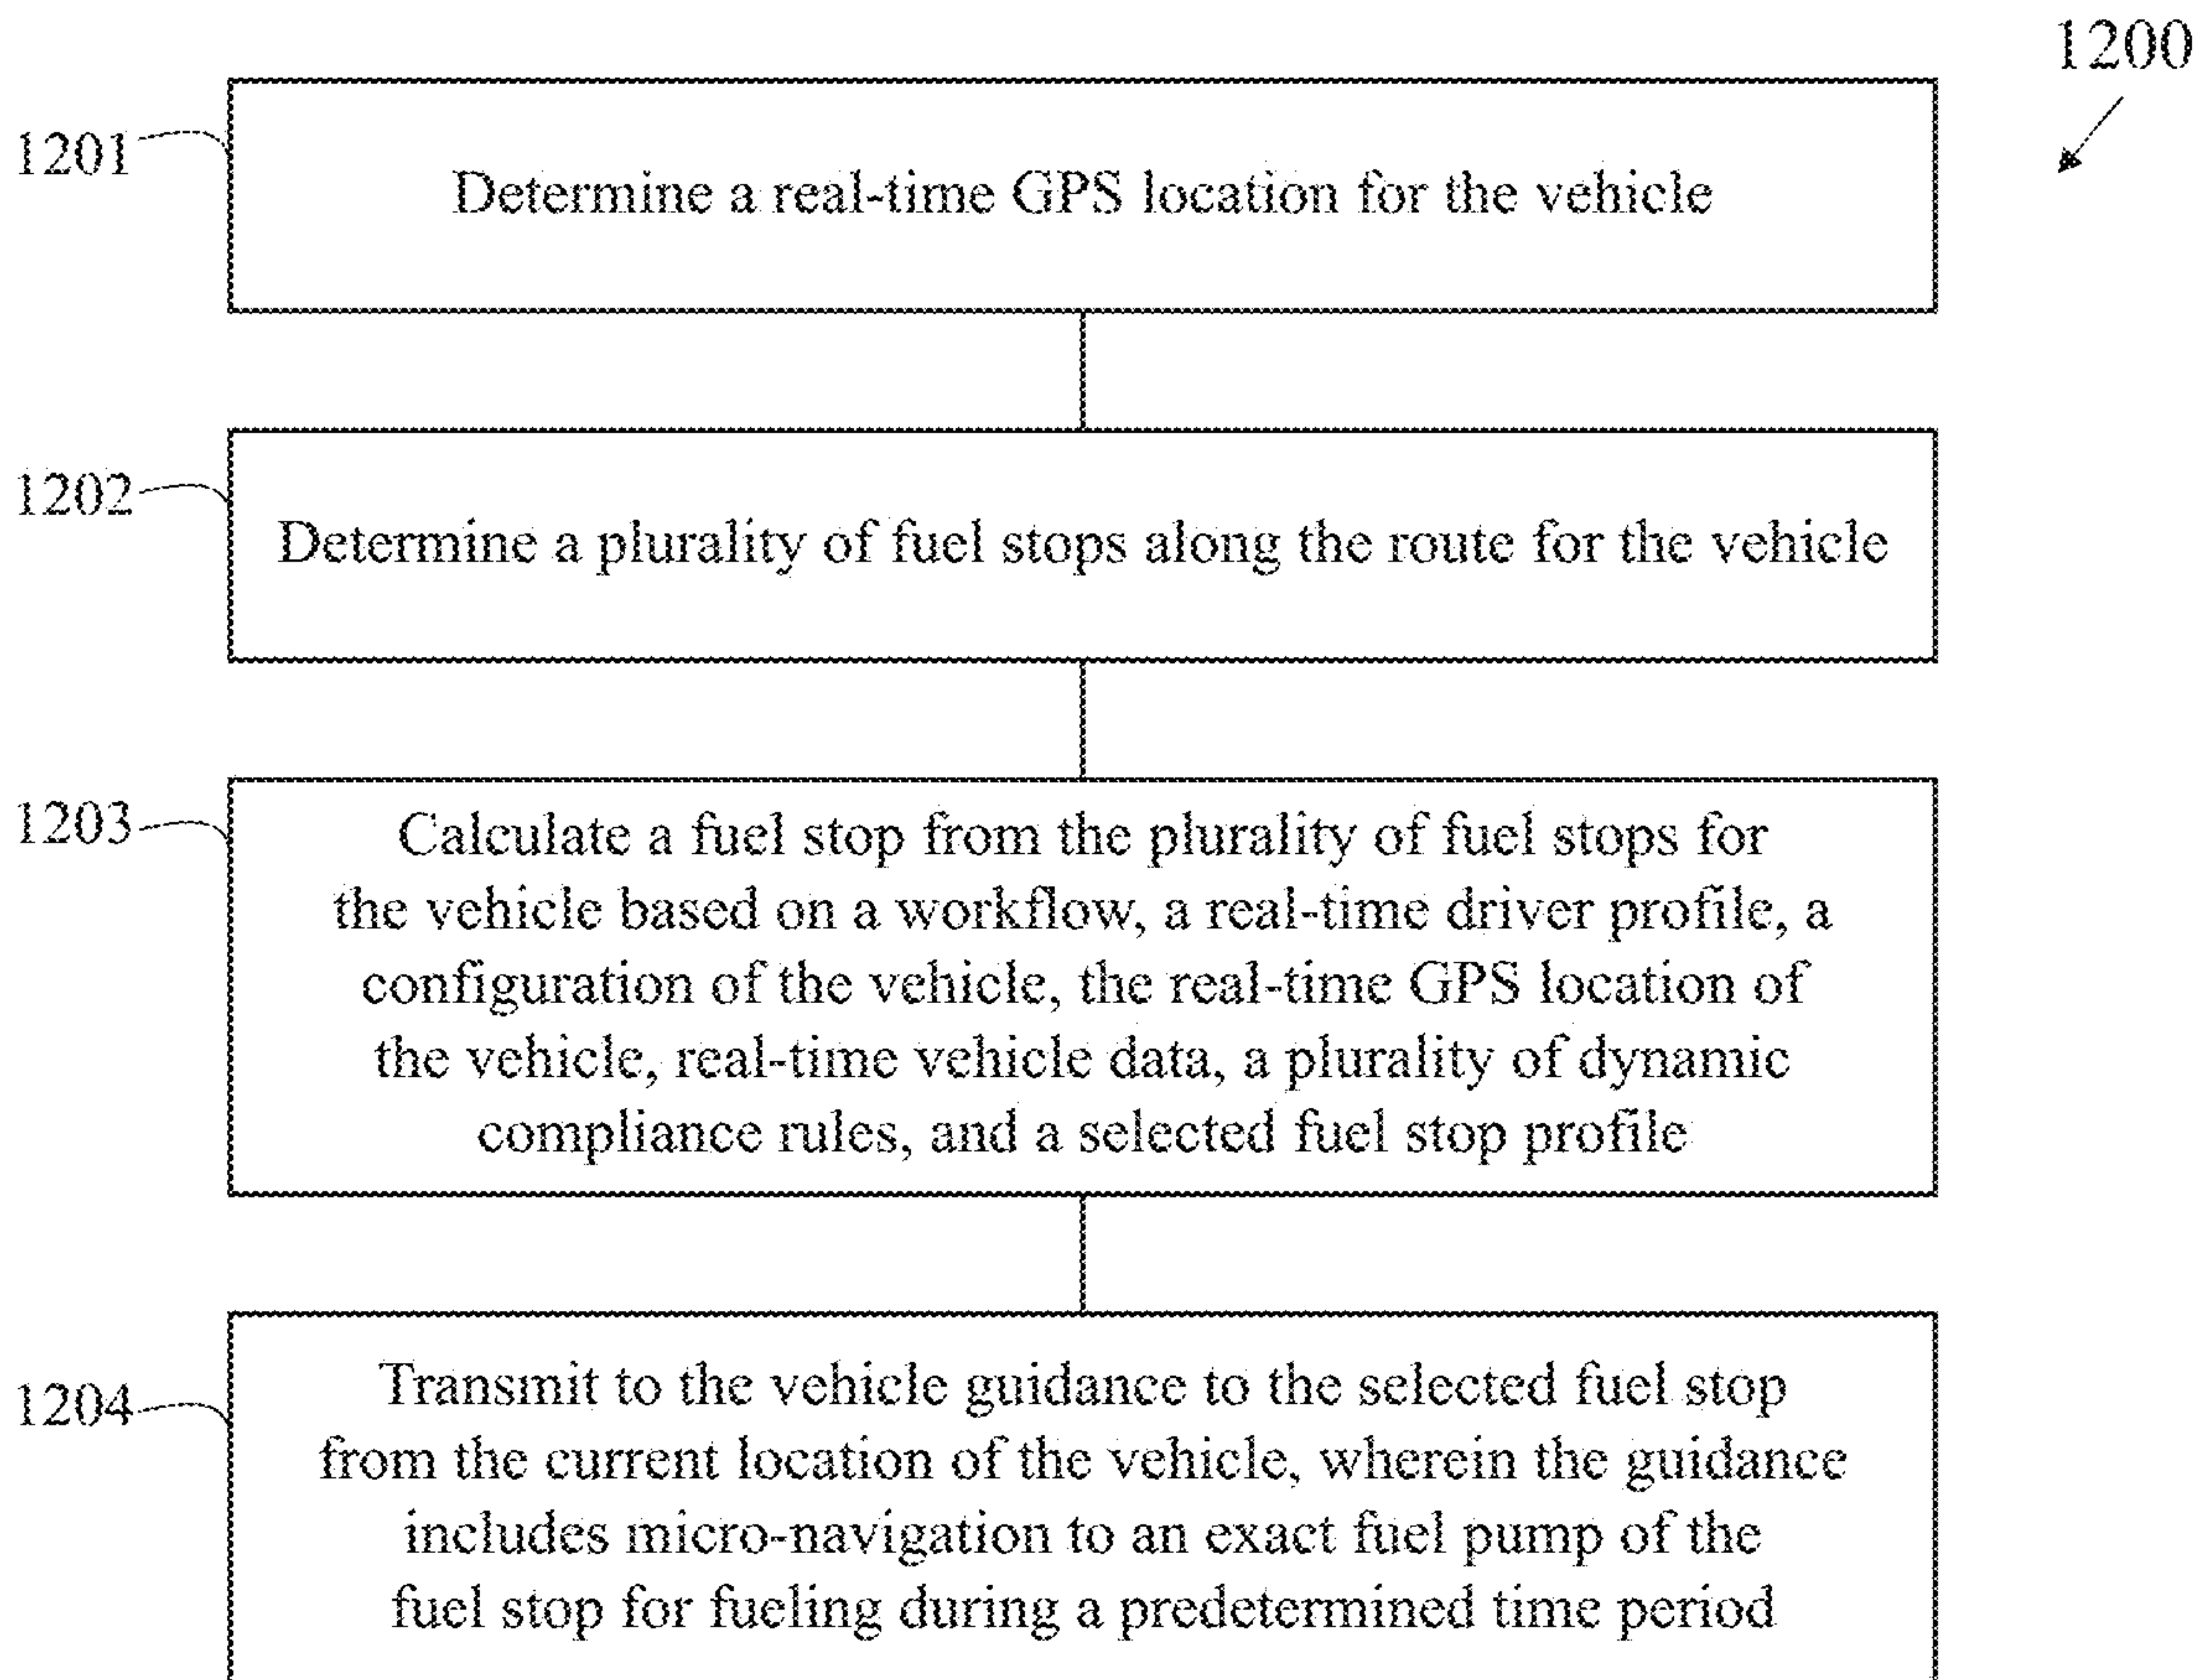 1200
1201
Determine a real-time GPS location for the vehicle
1202
Determine a plurality of fuel stops along the route for the vehicle
1203
Calculate a fuel stop from the plurality of fuel stops for
the vehicle based on a workflow, a real-time driver profile, a
configuration of the vehicle, the real-time GPS location of
the vehicle, real-time vehicle data, a plurality of dynamic
compliance rules, and a selected fuel stop profile
1204
Transmit to the vehicle guidance to the selected fuel stop
from the current location of the vehicle, wherein the guidance
includes micro-navigation to an exact fuel pump of the
fuel stop for fueling during a predetermined time period